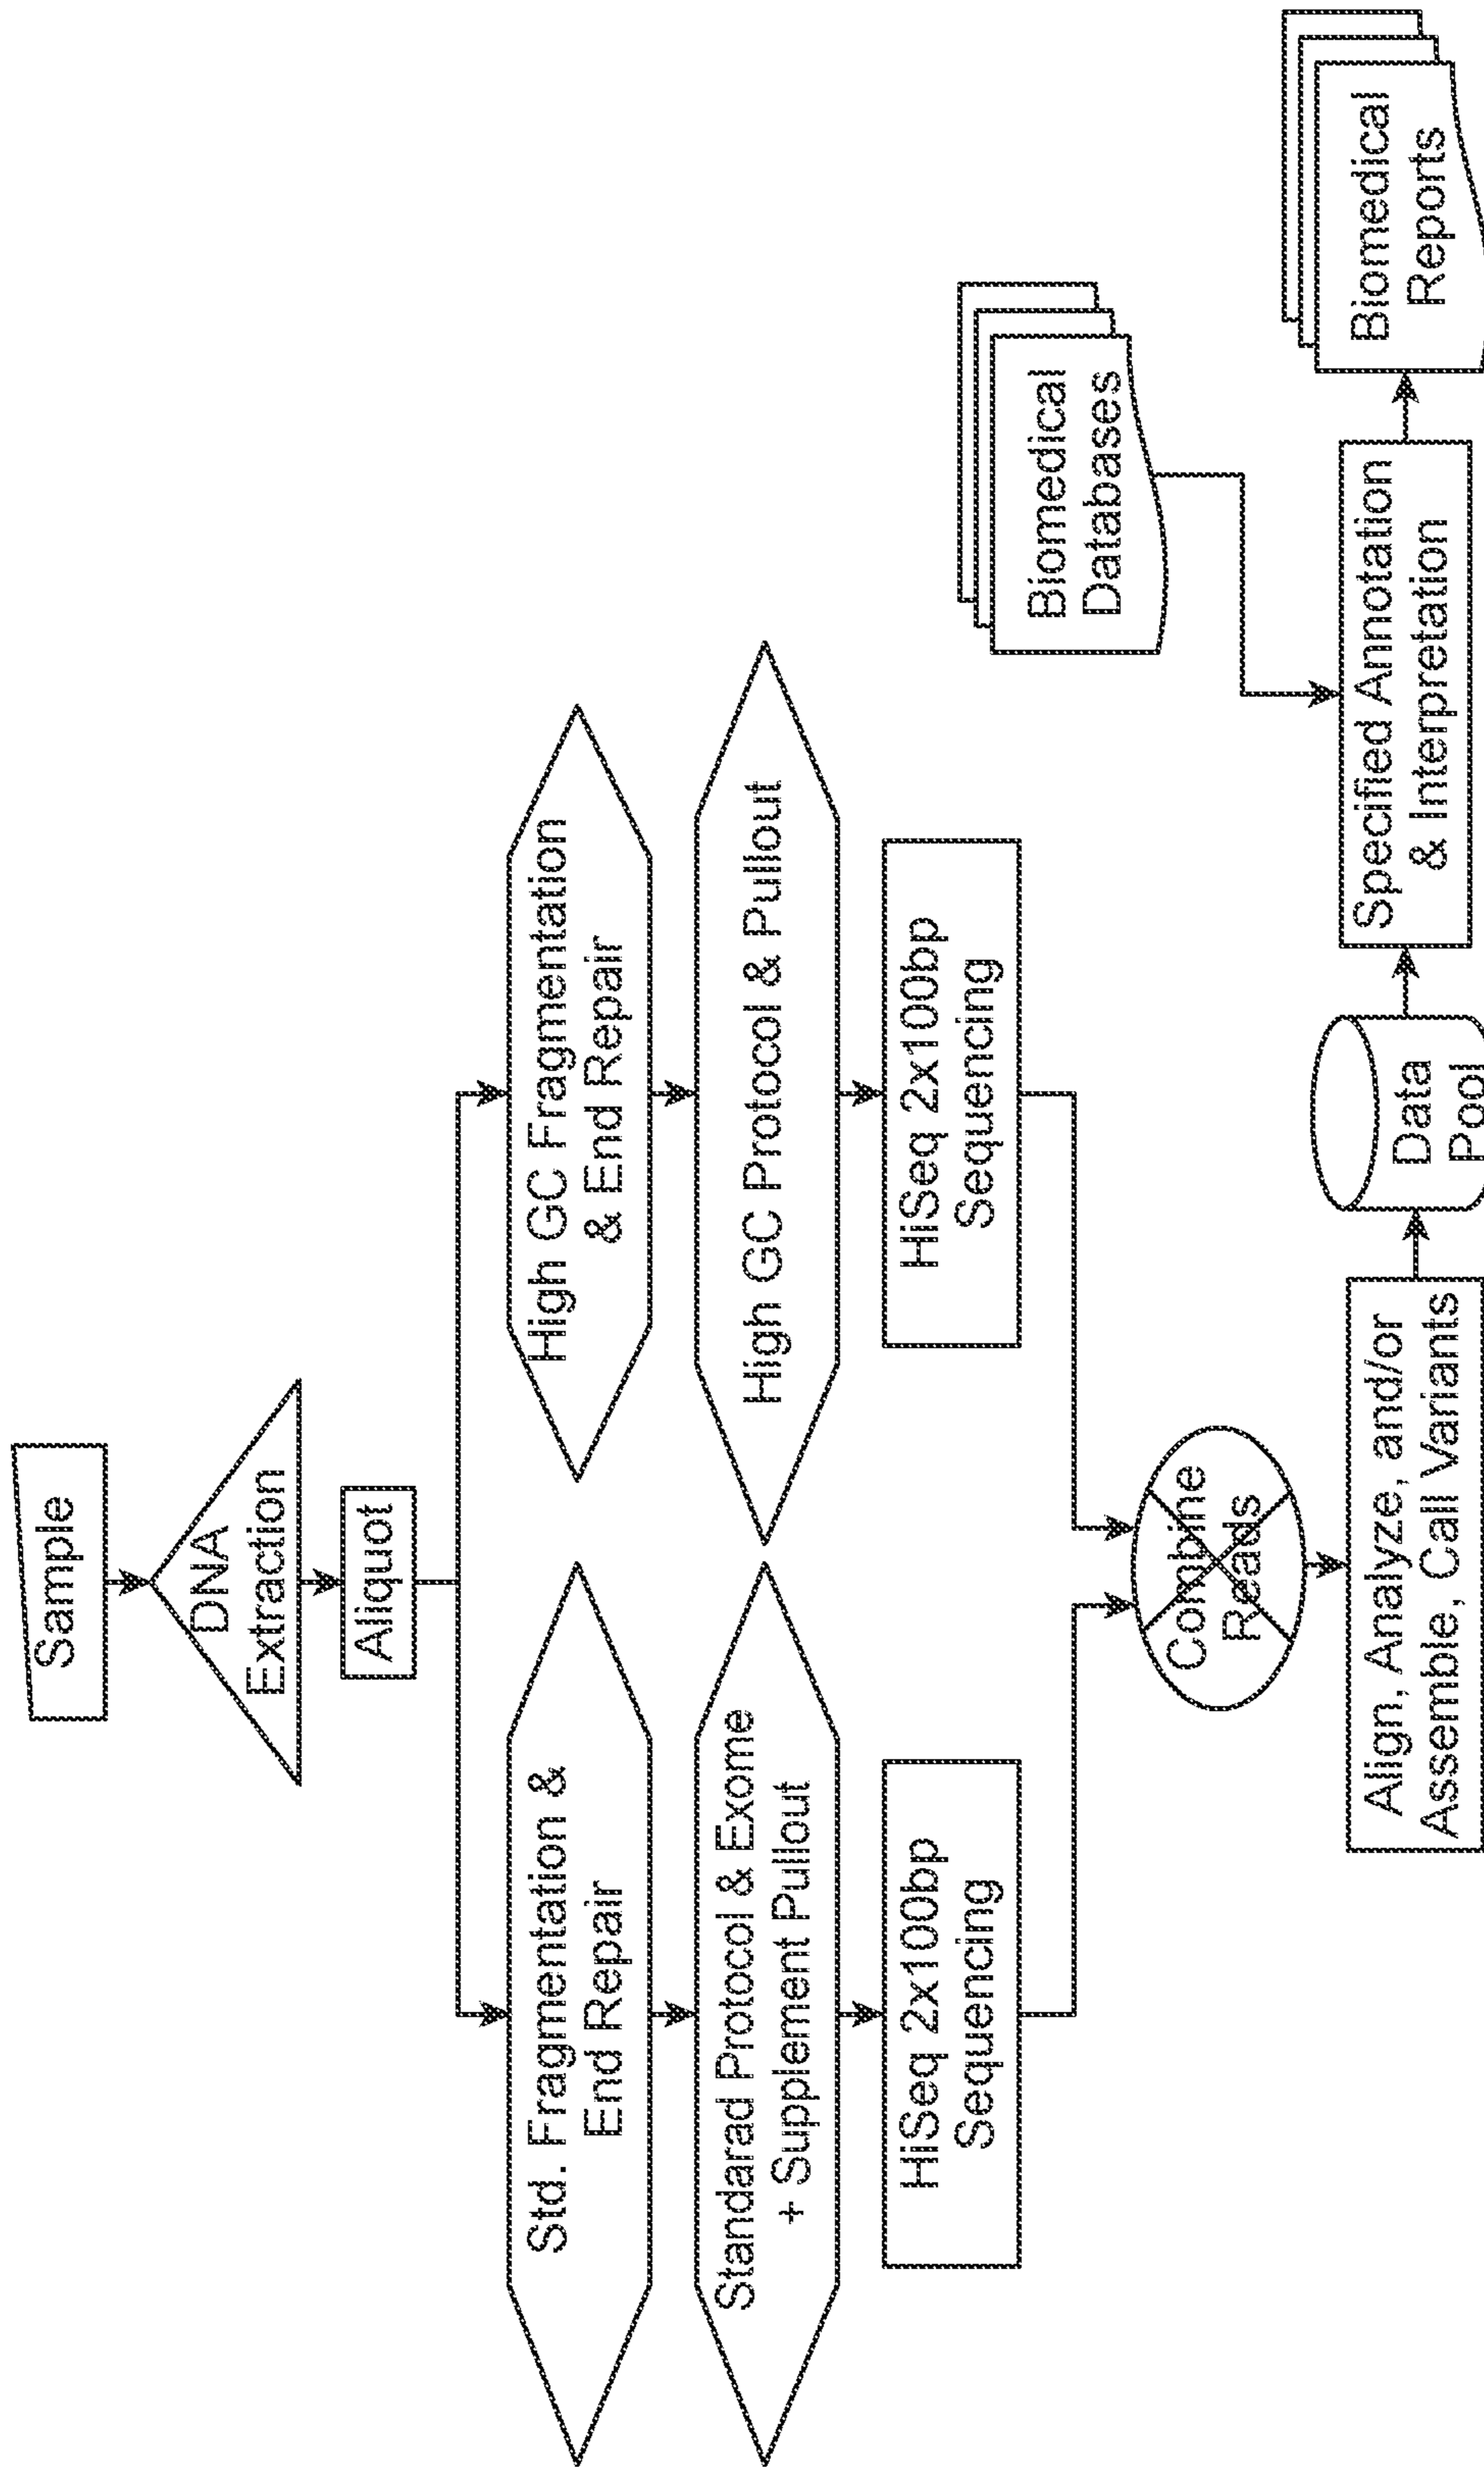 Sample
DNA
Extraction
Aliquot
Std. Fragmentation &
End Repair
High GC Fragmentation
& End Repair
Standarad Protocol & Exome
+ Supplement Pullout
High GC Protocol & Pullout
HiSeq 2x100bp
Sequencing
HiSeq 2x100bp
Sequencing
Combine
Reads
Biomedical
Databases
Align, Analyze, and/or
Assemble, Call Variants
Data
Pool
Specified Annotation
& Interpretation
Biomedical
Reports